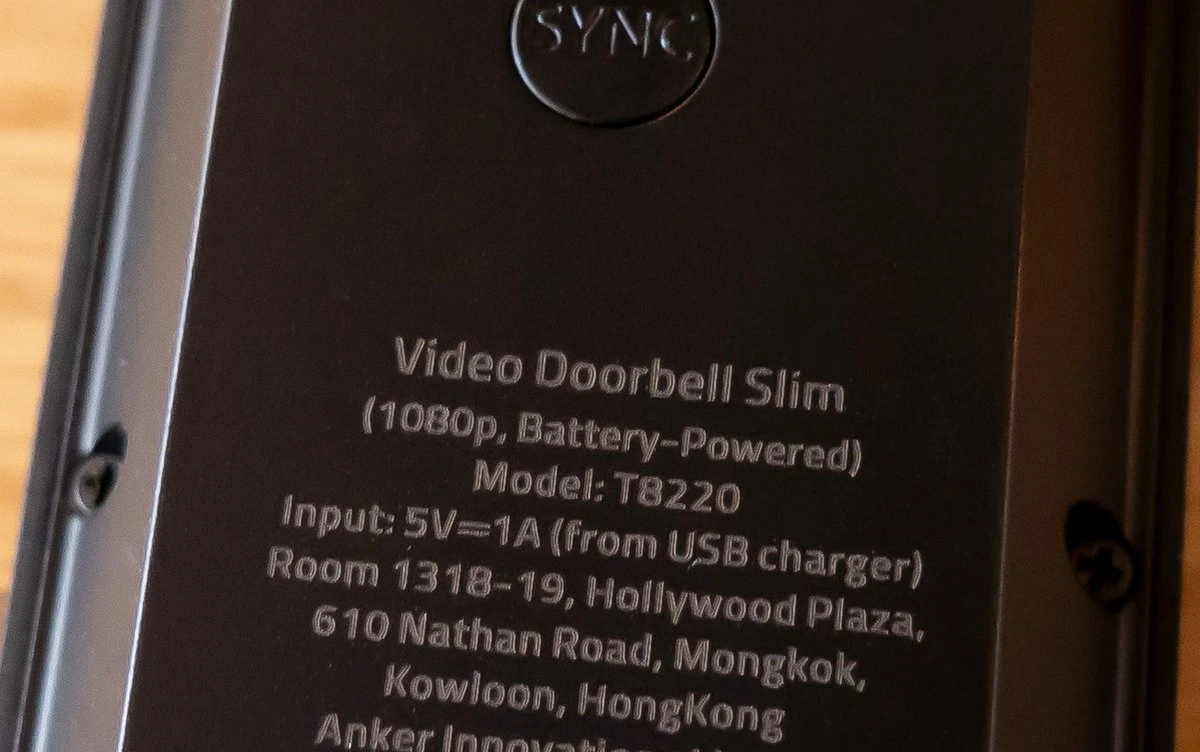 SYNC
Video Doorbell Slim
(1080p, Battery-Powered)
Model: T8220
Input: 5V⎓1A (from USB charger)
Room 1318-19, Hollywood Plaza,
610 Nathan Road, Mongkok,
Kowloon, HongKong
Anker